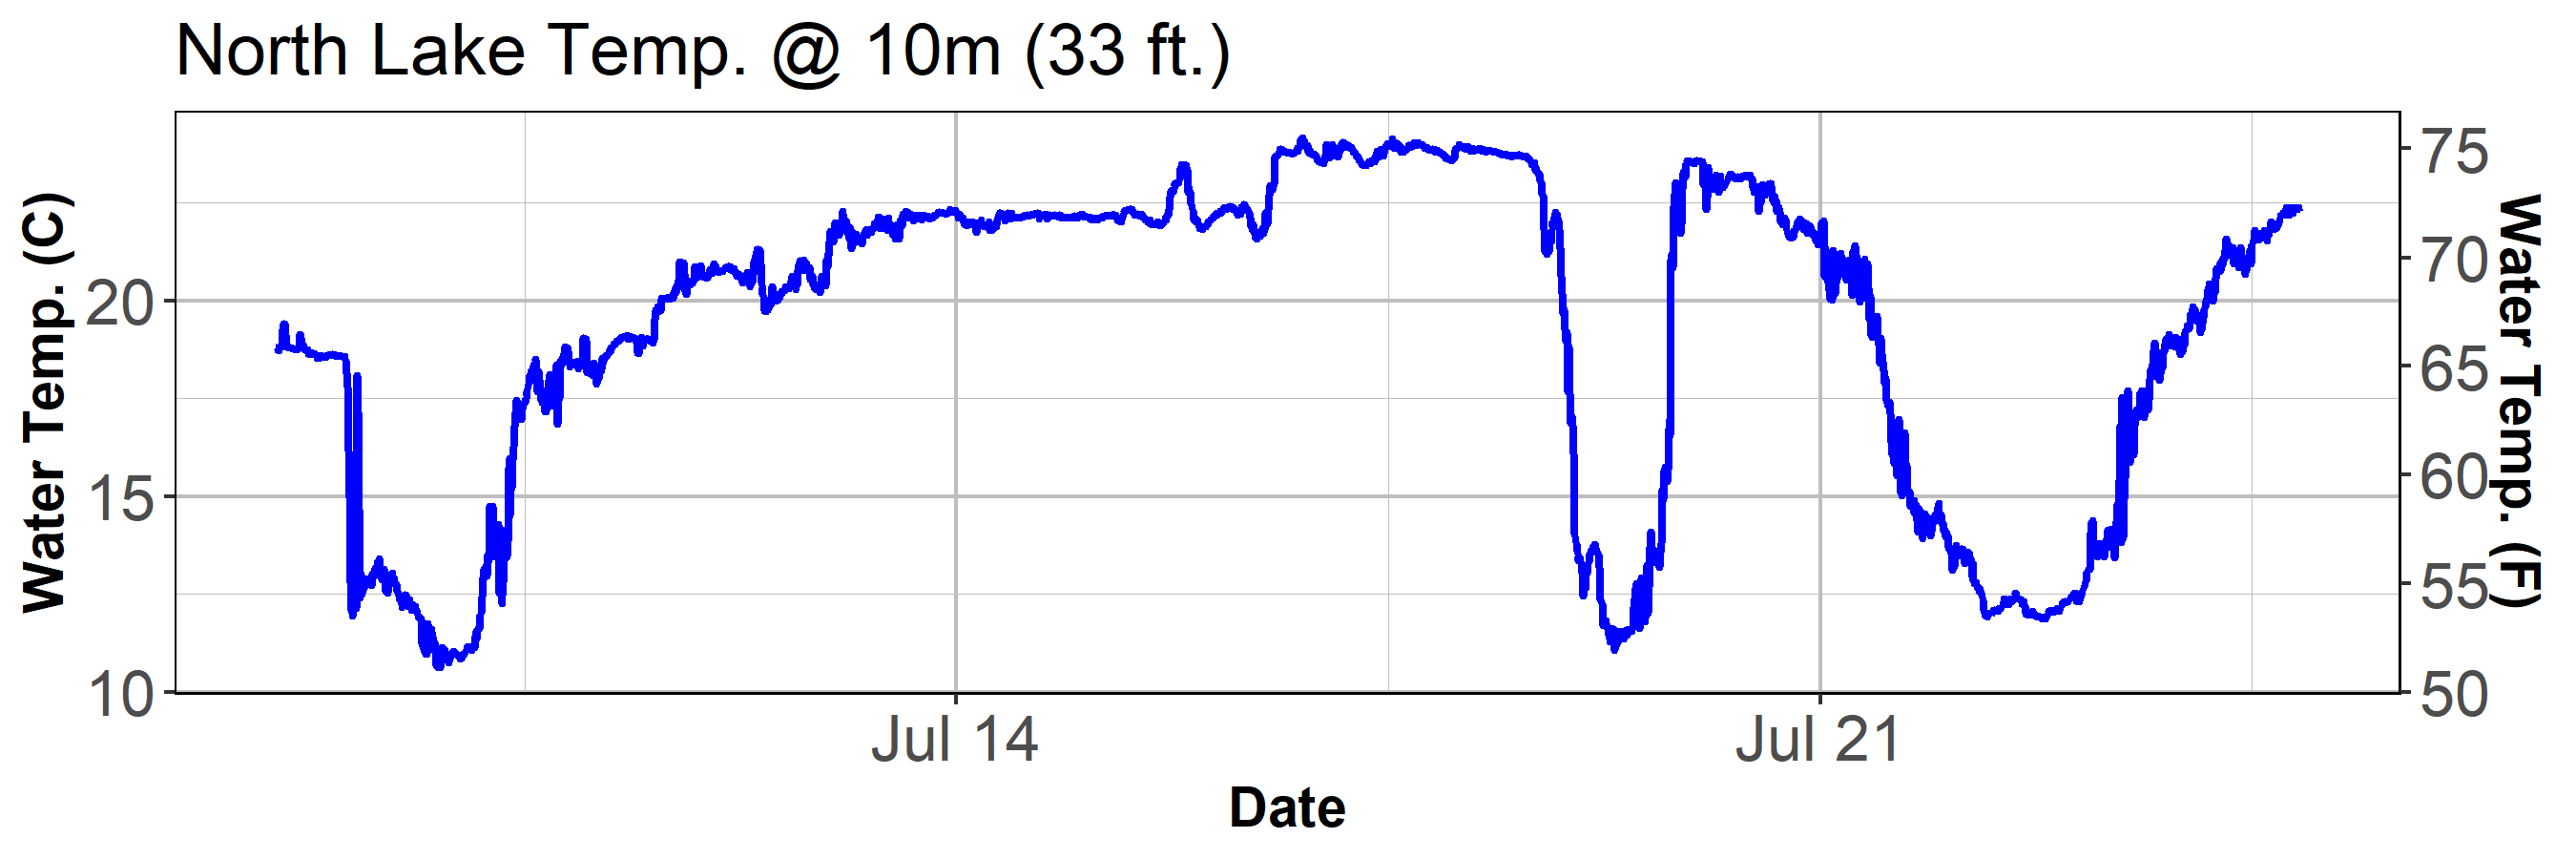 North Lake Temp. @ 10m (33 ft.)
Water Temp. (C)
20
15
10
75
70
65
60
55
50
Water Temp. (F)
Jul 14
Jul 21
Date